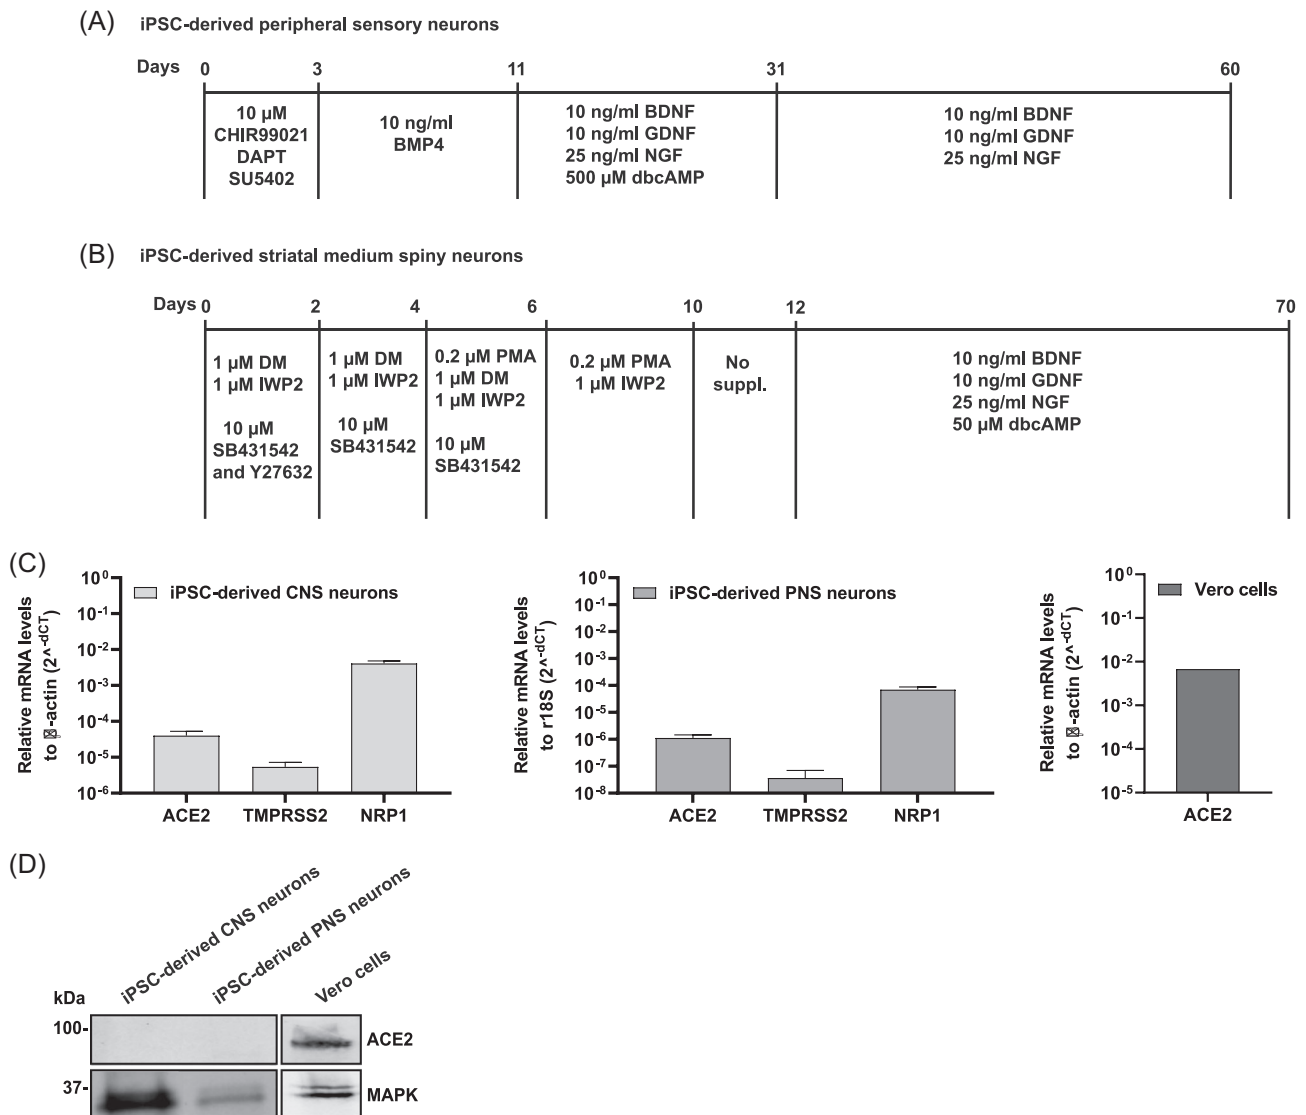 (A) iPSC-derived peripheral sensory neurons
Days 0 3 11 31 60
10 µM
CHIR99021
DAPT
SU5402
10 ng/ml
BMP4
10 ng/ml BDNF
10 ng/ml GDNF
25 ng/ml NGF
500 µM dbcAMP
10 ng/ml BDNF
10 ng/ml GDNF
25 ng/ml NGF
(B) iPSC-derived striatal medium spiny neurons
Days 0 2 4 6 10 12 70
1 µM DM
1 µM IWP2
10 µM
SB431542
and Y27632
1 µM DM
1 µM IWP2
10 µM
SB431542
0.2 µM PMA
1 µM DM
1 µM IWP2
10 µM
SB431542
0.2 µM PMA
1 µM IWP2
No
suppl.
10 ng/ml BDNF
10 ng/ml GDNF
25 ng/ml NGF
50 µM dbcAMP
(C)
Relative mRNA levels
to -actin (2^-dCT)
10⁰
10⁻¹
10⁻²
10⁻³
10⁻⁴
10⁻⁵
10⁻⁶
iPSC-derived CNS neurons
ACE2 TMPRSS2 NRP1
Relative mRNA levels
to r18S (2^-dCT)
10⁰
10⁻¹
10⁻²
10⁻³
10⁻⁴
10⁻⁵
10⁻⁶
10⁻⁷
10⁻⁸
iPSC-derived PNS neurons
ACE2 TMPRSS2 NRP1
Relative mRNA levels
to -actin (2^-dCT)
10⁰
10⁻¹
10⁻²
10⁻³
10⁻⁴
10⁻⁵
Vero cells
ACE2
(D)
iPSC-derived CNS neurons
iPSC-derived PNS neurons
Vero cells
kDa
100-
ACE2
37-
MAPK